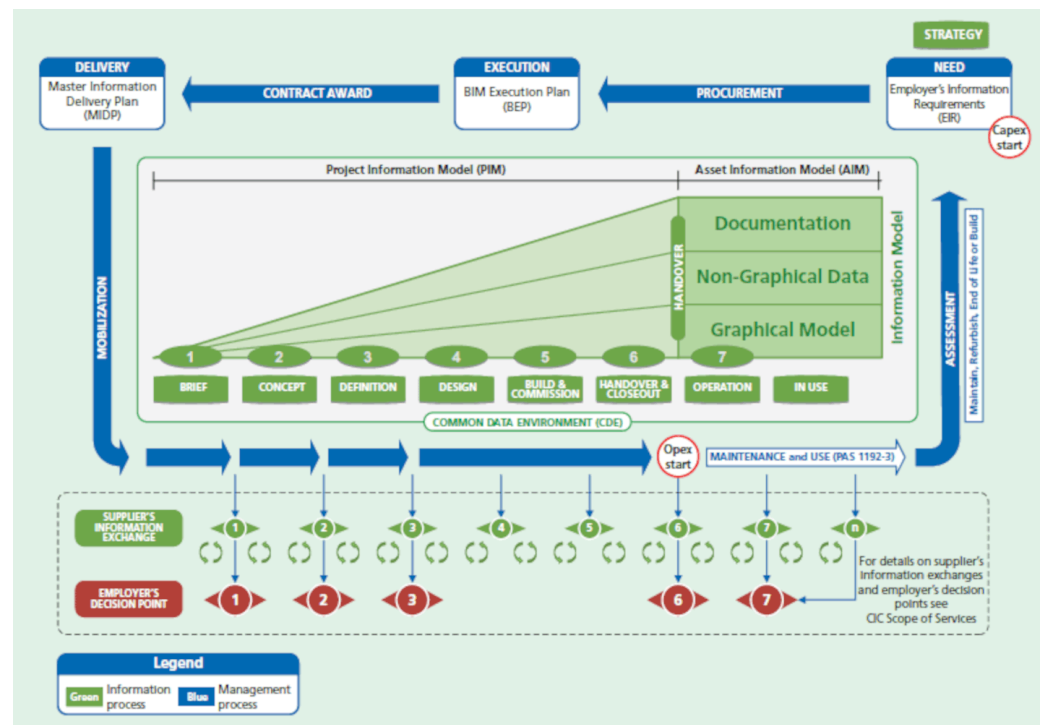 STRATEGY
DELIVERY
Master Information
Delivery Plan
(MIDP)
CONTRACT AWARD
EXECUTION
BIM Execution Plan
(BEP)
PROCUREMENT
NEED
Employer's Information
Requirements
(EIR)
Capex
start
Project Information Model (PIM)
Asset Information Model (AIM)
Documentation
Non-Graphical Data
Graphical Model
HANDOVER
Information Model
MOBILIZATION
ASSESSMENT
Maintain, Refurbish, End of Life or Build
1 2 3 4 5 6 7
BRIEF
CONCEPT
DEFINITION
DESIGN
BUILD &
COMMISSION
HANDOVER &
CLOSEOUT
OPERATION
IN USE
COMMON DATA ENVIRONMENT (CDE)
Opex
start
MAINTENANCE and USE (PAS 1192-3)
SUPPLIER'S
INFORMATION
EXCHANGE
1 2 3 4 5 6 7 n
EMPLOYER'S
DECISION POINT
1 2 3 6 7
For details on supplier's
information exchanges
and employer's decision
points see
CIC Scope of Services
Legend
Green
Information
process
Blue
Management
process